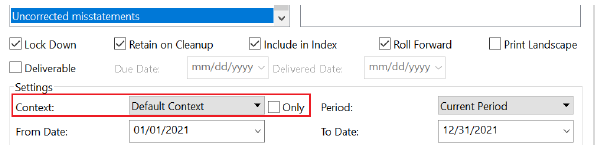 Uncorrected misstatements
Lock Down Retain on Cleanup Include in Index Roll Forward Print Landscape
Deliverable Due Date: mm/dd/yyyy Delivered Date: mm/dd/yyyy
Settings
Context: Default Context Only Period: Current Period
From Date: 01/01/2021 To Date: 12/31/2021